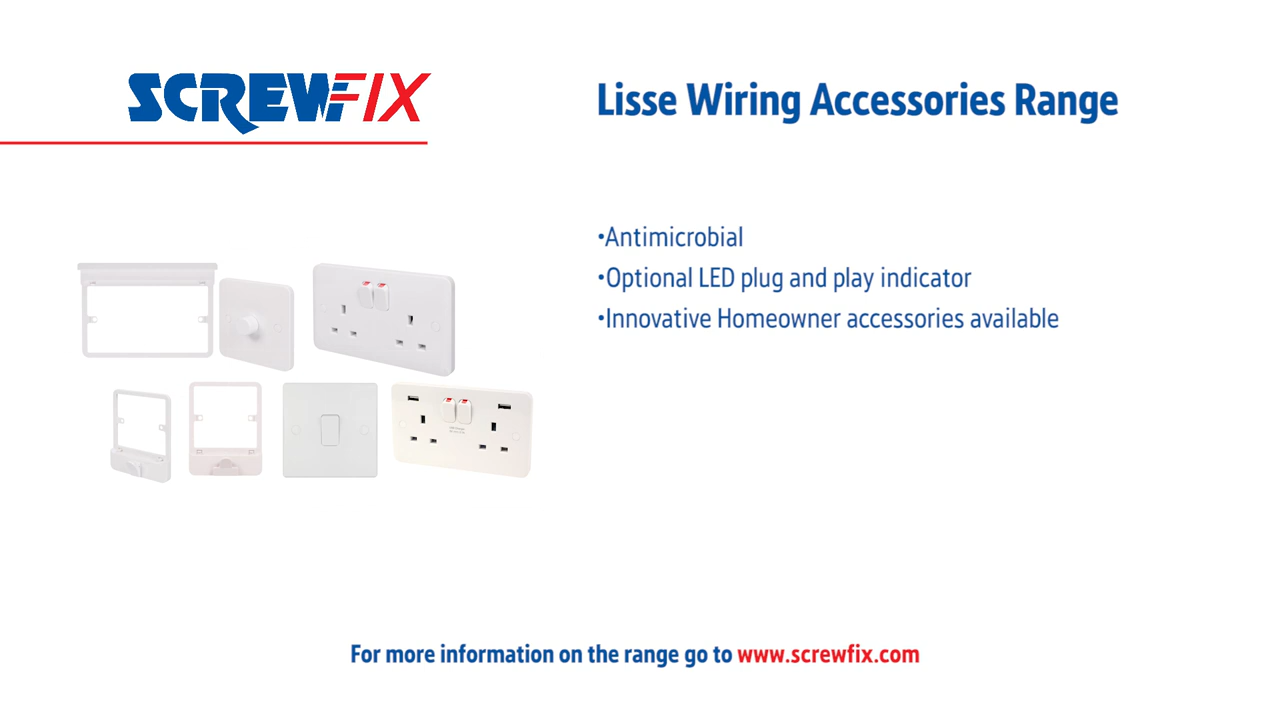 SCREWFIX
Lisse Wiring Accessories Range
•Antimicrobial
•Optional LED plug and play indicator
•Innovative Homeowner accessories available
For more information on the range go to www.screwfix.com